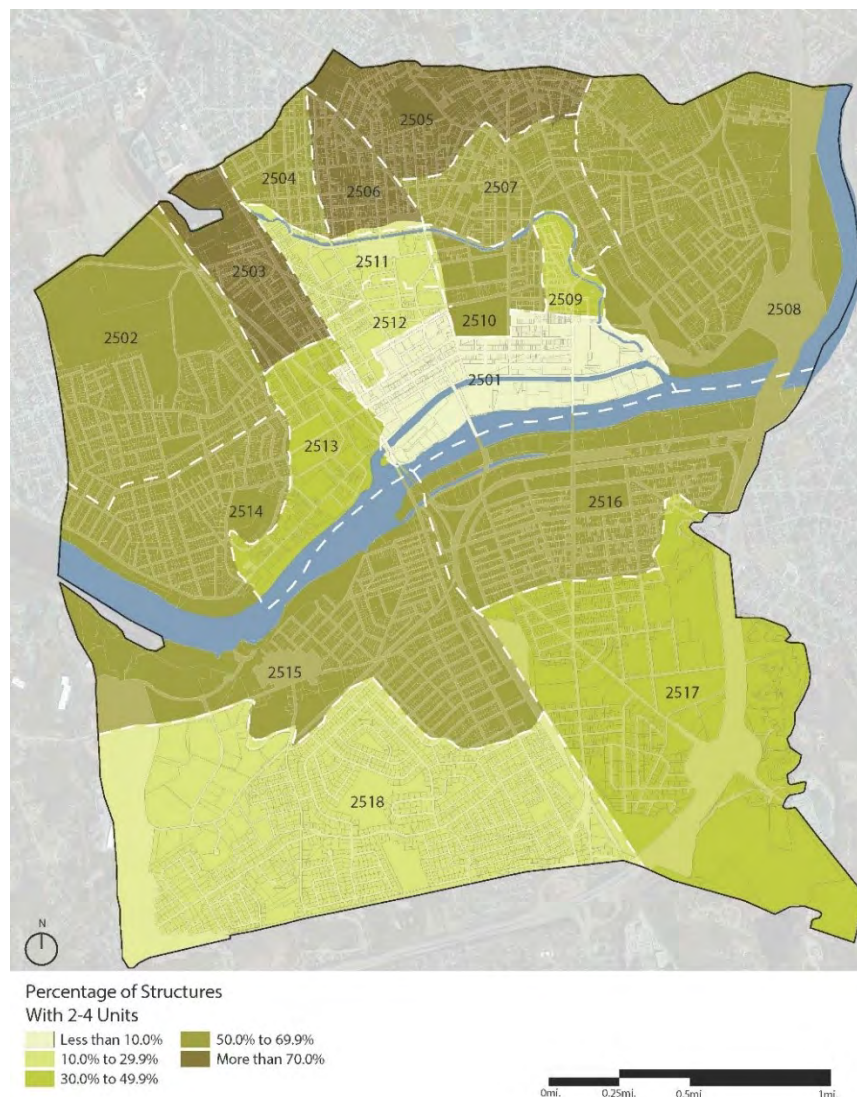 2505
2504
2506
2507
2511
2503
2509
2508
2512
2510
2502
2501
2513
2516
2514
2515
2517
2518
N
Percentage of Structures
With 2-4 Units
Less than 10.0%
50.0% to 69.9%
10.0% to 29.9%
More than 70.0%
30.0% to 49.9%
0mi. 0.25mi. 0.5mi 1mi.